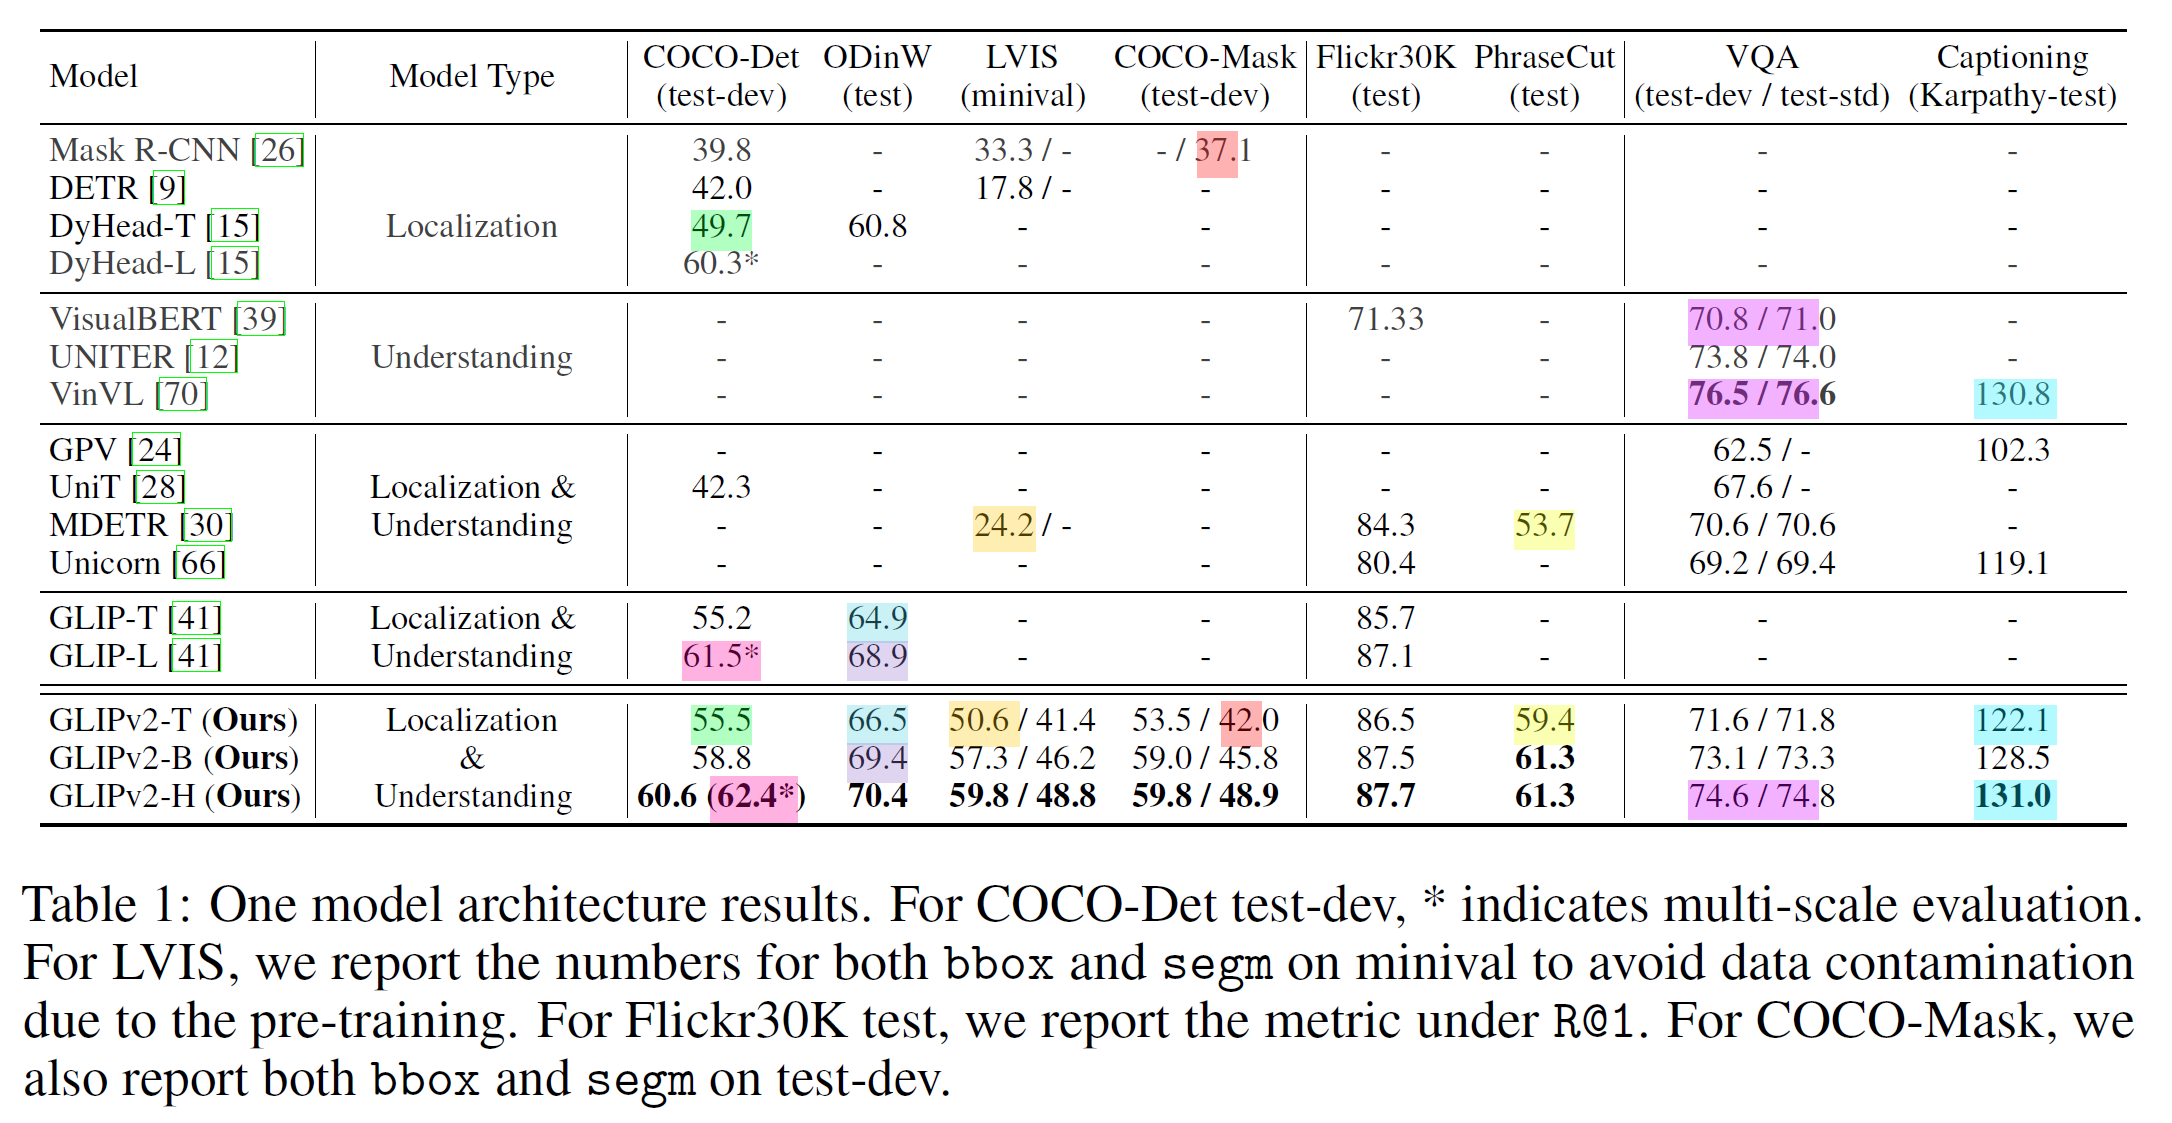 Model Model Type COCO-Det (test-dev) ODinW (test) LVIS (minival) COCO-Mask (test-dev) Flickr30K (test) PhraseCut (test) VQA (test-dev / test-std) Captioning (Karpathy-test)
Mask R-CNN [26] 39.8 - 33.3 / - - / 37.1 - - - -
DETR [9] 42.0 - 17.8 / - - - - - -
DyHead-T [15] Localization 49.7 60.8 - - - - - -
DyHead-L [15] 60.3* - - - - - - -
VisualBERT [39] - - - - 71.33 - 70.8 / 71.0 -
UNITER [12] Understanding - - - - - - 73.8 / 74.0 -
VinVL [70] - - - - - - 76.5 / 76.6 130.8
GPV [24] - - - - - - 62.5 / - 102.3
UniT [28] Localization & 42.3 - - - - - 67.6 / - -
MDETR [30] Understanding - - 24.2 / - - 84.3 53.7 70.6 / 70.6 -
Unicorn [66] - - - - 80.4 - 69.2 / 69.4 119.1
GLIP-T [41] Localization & 55.2 64.9 - - 85.7 - - -
GLIP-L [41] Understanding 61.5* 68.9 - - 87.1 - - -
GLIPv2-T (Ours) Localization 55.5 66.5 50.6 / 41.4 53.5 / 42.0 86.5 59.4 71.6 / 71.8 122.1
GLIPv2-B (Ours) & 58.8 69.4 57.3 / 46.2 59.0 / 45.8 87.5 61.3 73.1 / 73.3 128.5
GLIPv2-H (Ours) Understanding 60.6 (62.4*) 70.4 59.8 / 48.8 59.8 / 48.9 87.7 61.3 74.6 / 74.8 131.0
Table 1: One model architecture results. For COCO-Det test-dev, * indicates multi-scale evaluation.
For LVIS, we report the numbers for both bbox and segm on minival to avoid data contamination
due to the pre-training. For Flickr30K test, we report the metric under R@1. For COCO-Mask, we
also report both bbox and segm on test-dev.